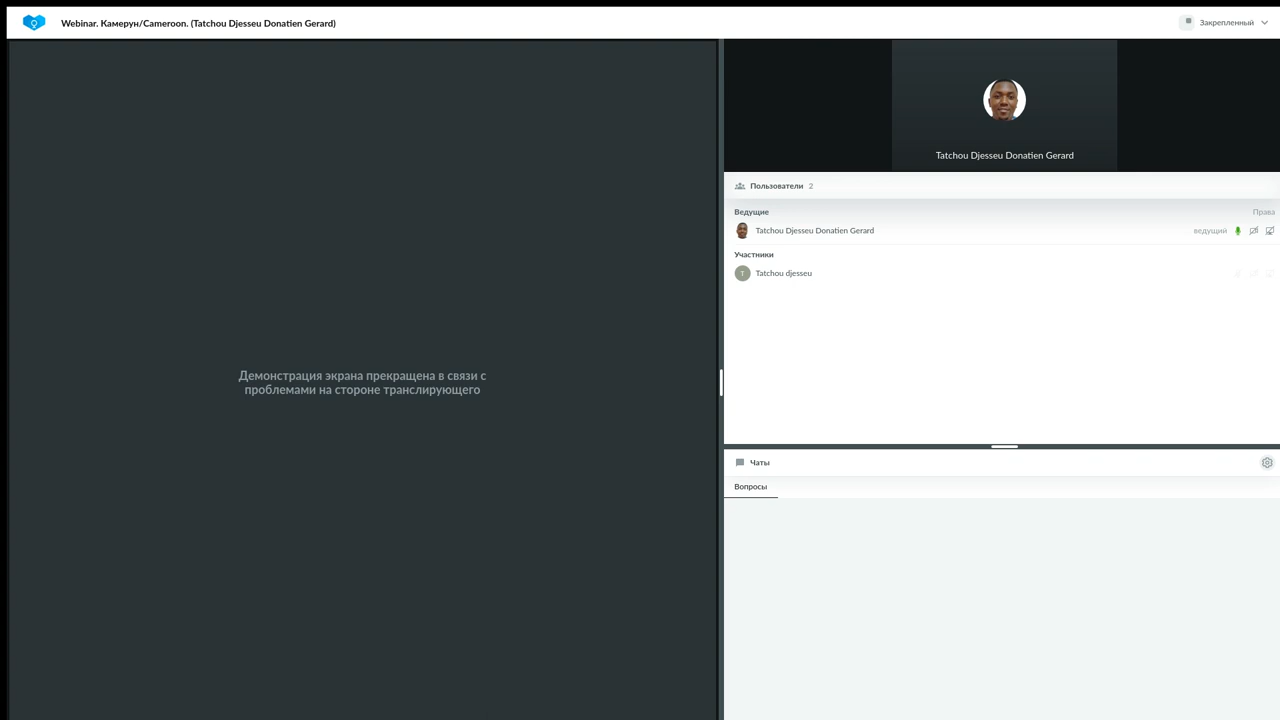 Webinar. Камерун/Cameroon. (Tatchou Djesseu Donatien Gerard)
Закрепленный
Tatchou Djesseu Donatien Gerard
Пользователи 2
Ведущие Права
Tatchou Djesseu Donatien Gerard ведущий
Участники
T Tatchou djesseu
Демонстрация экрана прекращена в связи с
проблемами на стороне транслирующего
Чаты
Вопросы